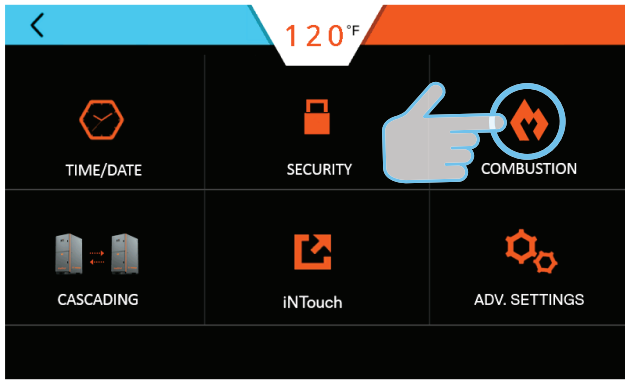 120°F
TIME/DATE
SECURITY
COMBUSTION
CASCADING
iNTouch
ADV. SETTINGS